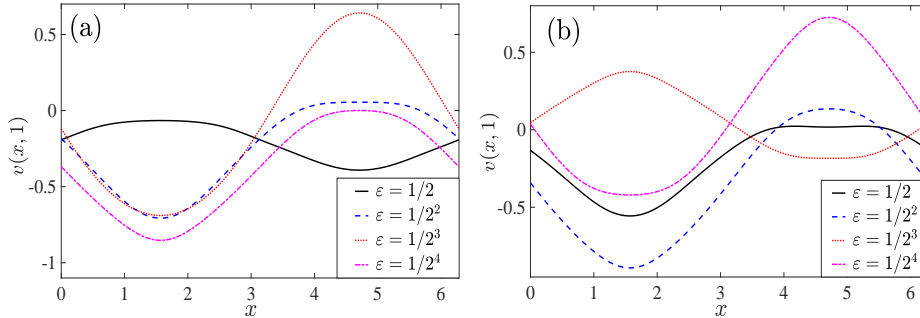 (a)
0.5
0
-0.5
-1
v(x, 1)
0 1 2 3 4 5 6
x
ε = 1/2
ε = 1/2²
ε = 1/2³
ε = 1/2⁴
(b)
0.5
0
-0.5
v(x, 1)
0 1 2 3 4 5 6
x
ε = 1/2
ε = 1/2²
ε = 1/2³
ε = 1/2⁴